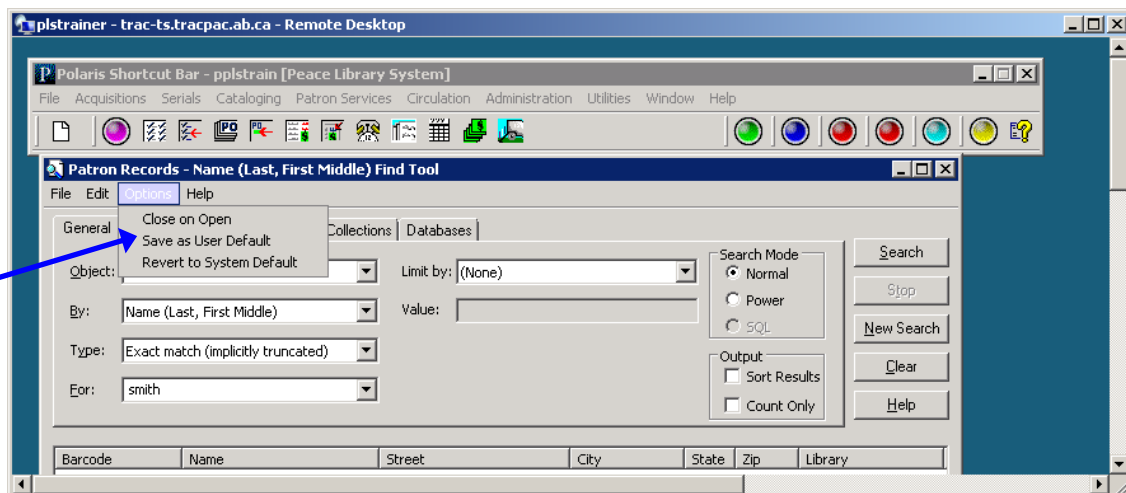 plstrainer - trac-ts.tracpac.ab.ca - Remote Desktop
Polaris Shortcut Bar - pplstrain [Peace Library System]
File Acquisitions Serials Cataloging Patron Services Circulation Administration Utilities Window Help
Patron Records - Name (Last, First Middle) Find Tool
File Edit Options Help
Close on Open
Save as User Default
Revert to System Default
General Collections Databases
Object: Limit by: (None)
By: Name (Last, First Middle) Value:
Type: Exact match (implicitly truncated)
For: smith
Search Mode
Normal
Power
SQL
Output
Sort Results
Count Only
Search
Stop
New Search
Clear
Help
Barcode Name Street City State Zip Library